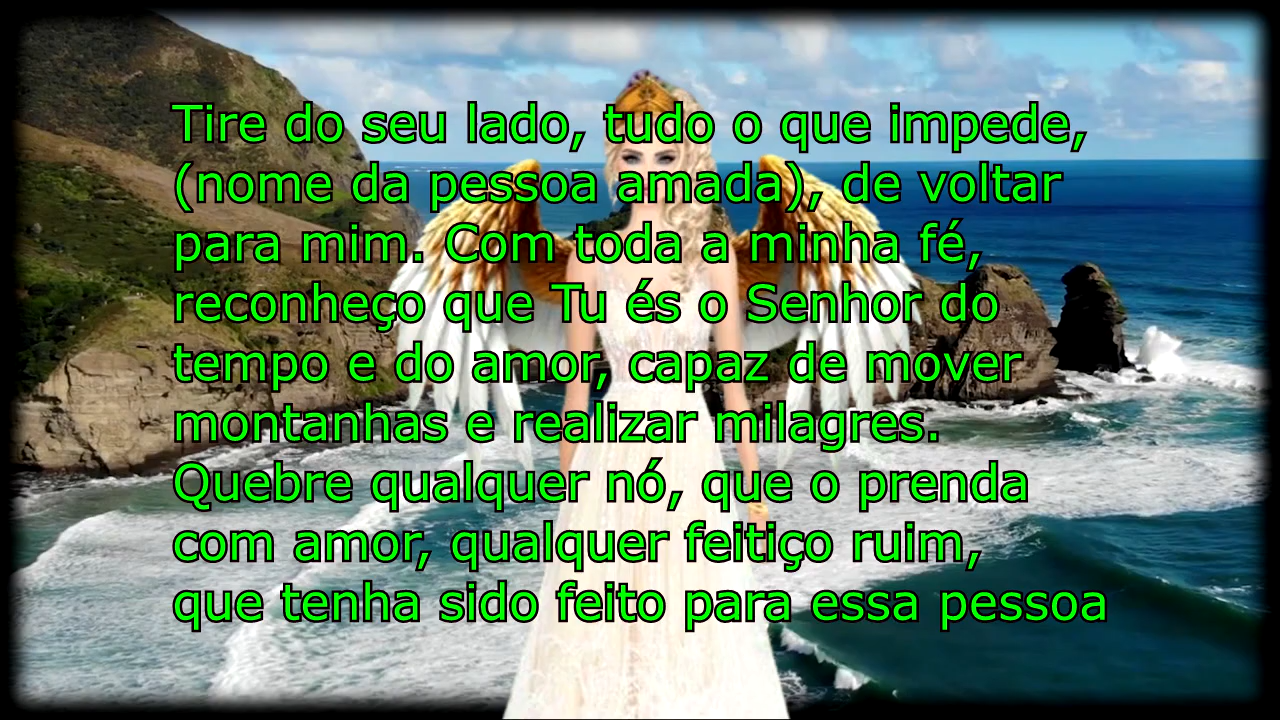 Tire do seu lado, tudo o que impede,
(nome da pessoa amada), de voltar
para mim. Com toda a minha fé,
reconheço que Tu és o Senhor do
tempo e do amor, capaz de mover
montanhas e realizar milagres.
Quebre qualquer nó, que o prenda
com amor, qualquer feitiço ruim,
que tenha sido feito para essa pessoa